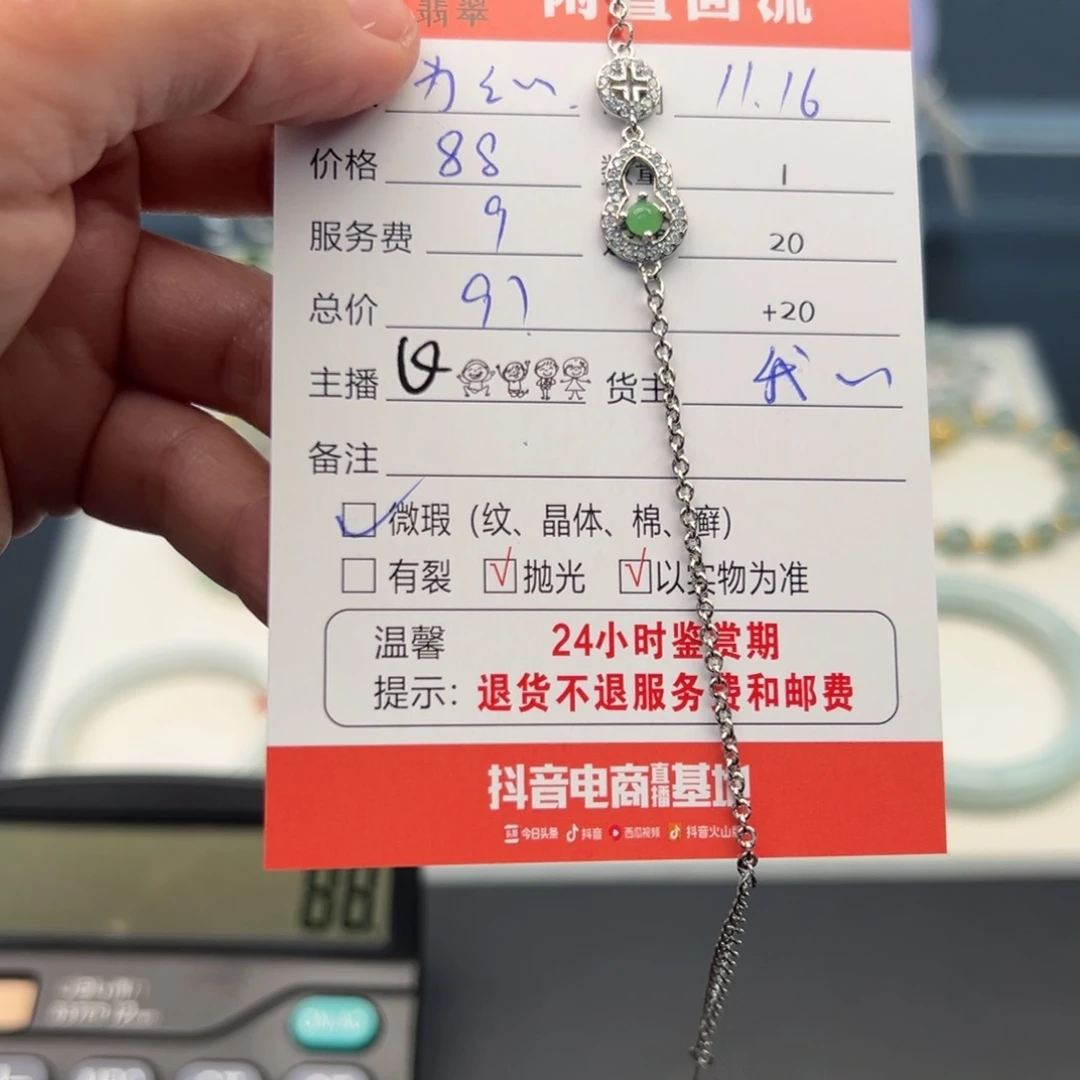 翡翠
11.16
价格 88 1
服务费 9 20
总价 97 +20
主播 货主
备注
微瑕（纹、晶体、棉、癣）
有裂 抛光 以实物为准
温馨 24小时鉴赏期
提示：退货不退服务费和邮费
抖音电商直播基地
头条 今日头条 抖音 西瓜视频 抖音火山
88.